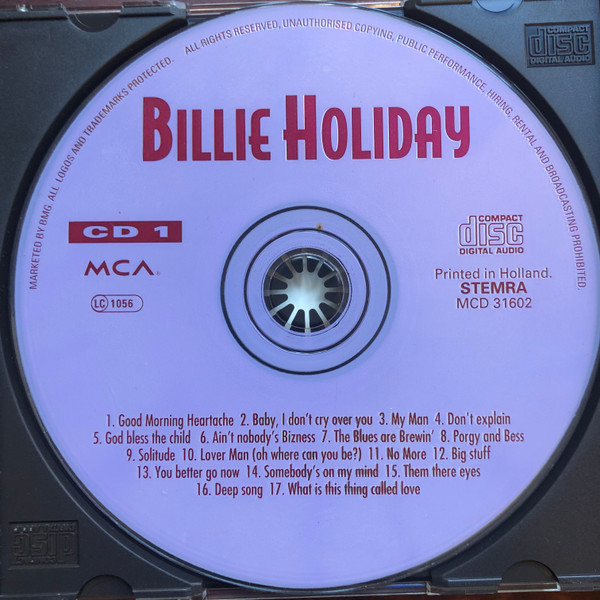 MARKETED BY BMG. ALL LOGOS AND TRADEMARKS PROTECTED. ALL RIGHTS RESERVED, UNAUTHORISED COPYING, PUBLIC PERFORMANCE, HIRING, RENTAL AND BROADCASTING PROHIBITED.
COMPACT
disc
DIGITAL AUDIO
BILLIE HOLIDAY
CD 1
MCA
LC 1056
COMPACT
disc
DIGITAL AUDIO
Printed in Holland.
STEMRA
MCD 31602
1. Good Morning Heartache 2. Baby, I don't cry over you 3. My Man 4. Don't explain
5. God bless the child 6. Ain't nobody's Bizness 7. The Blues are Brewin' 8. Porgy and Bess
9. Solitude 10. Lover Man (oh where can you be?) 11. No More 12. Big stuff
13. You better go now 14. Somebody's on my mind 15. Them there eyes
16. Deep song 17. What is this thing called love